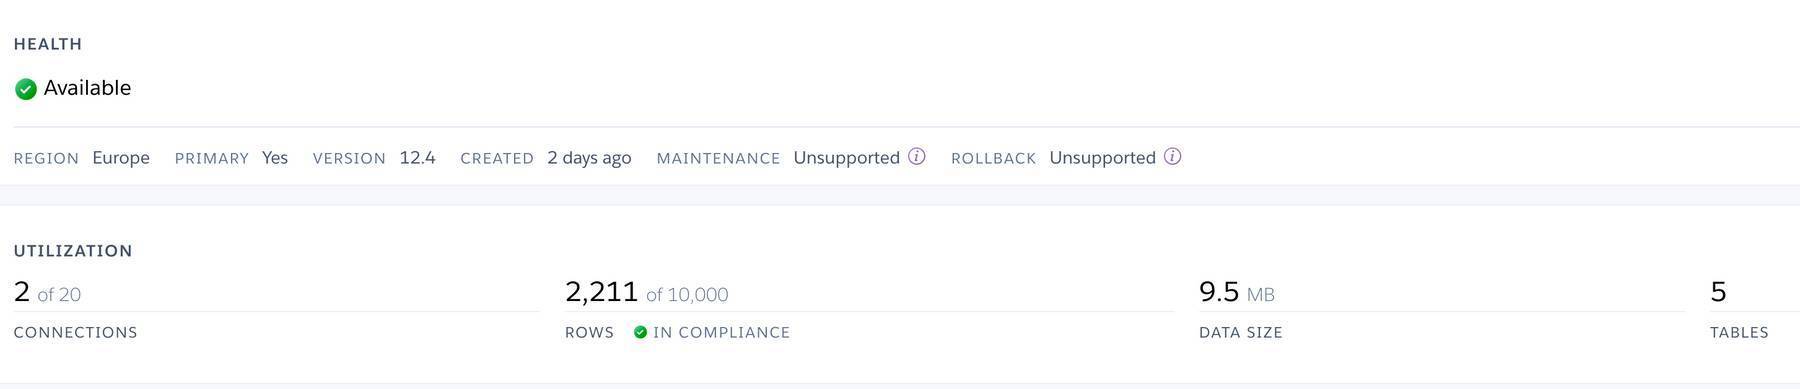 HEALTH
Available
REGION Europe PRIMARY Yes VERSION 12.4 CREATED 2 days ago MAINTENANCE Unsupported ROLLBACK Unsupported
UTILIZATION
2 of 20 2,211 of 10,000 9.5 MB 5
CONNECTIONS ROWS IN COMPLIANCE DATA SIZE TABLES